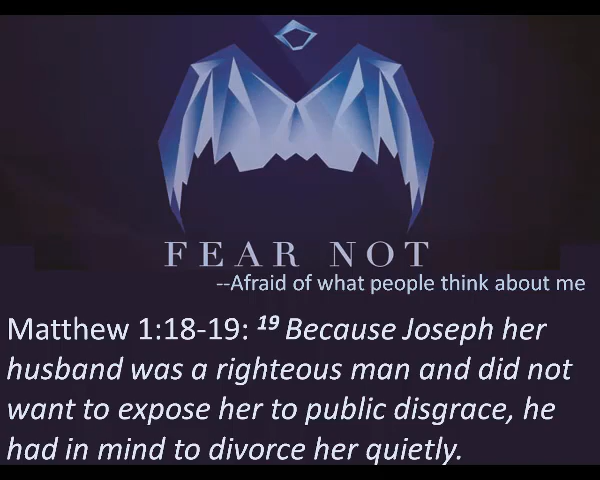 FEAR NOT
--Afraid of what people think about me
Matthew 1:18-19: 19 Because Joseph her
husband was a righteous man and did not
want to expose her to public disgrace, he
had in mind to divorce her quietly.